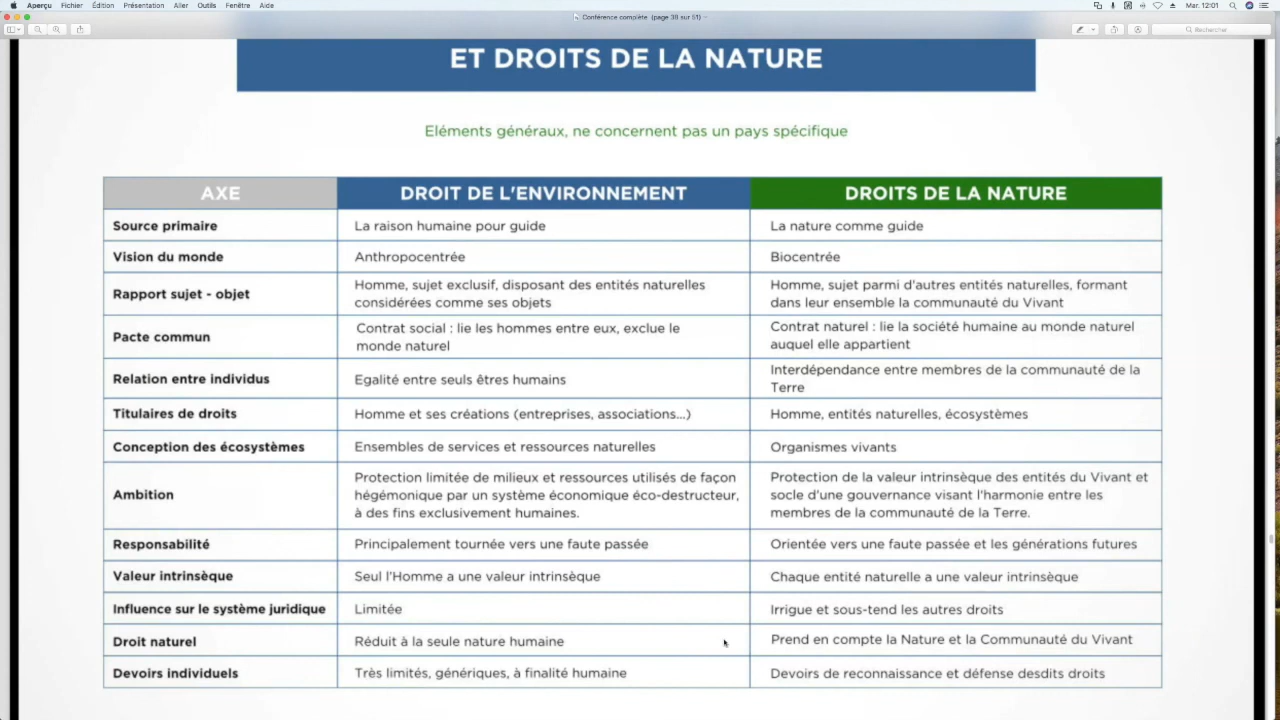 Aperçu Fichier Édition Présentation Aller Outils Fenêtre Aide Mar. 12:01
Conférence complète (page 38 sur 51)
Rechercher
ET DROITS DE LA NATURE
Eléments généraux, ne concernent pas un pays spécifique
AXE DROIT DE L'ENVIRONNEMENT DROITS DE LA NATURE
Source primaire La raison humaine pour guide La nature comme guide
Vision du monde Anthropocentrée Biocentrée
Rapport sujet - objet
Homme, sujet exclusif, disposant des entités naturelles
considérées comme ses objets
Homme, sujet parmi d'autres entités naturelles, formant
dans leur ensemble la communauté du Vivant
Pacte commun
Contrat social : lie les hommes entre eux, exclue le
monde naturel
Contrat naturel : lie la société humaine au monde naturel
auquel elle appartient
Relation entre individus
Egalité entre seuls êtres humains
Interdépendance entre membres de la communauté de la
Terre
Titulaires de droits Homme et ses créations (entreprises, associations...) Homme, entités naturelles, écosystèmes
Conception des écosystèmes Ensembles de services et ressources naturelles Organismes vivants
Ambition
Protection limitée de milieux et ressources utilisés de façon
hégémonique par un système économique éco-destructeur,
à des fins exclusivement humaines.
Protection de la valeur intrinsèque des entités du Vivant et
socle d'une gouvernance visant l'harmonie entre les
membres de la communauté de la Terre.
Responsabilité Principalement tournée vers une faute passée Orientée vers une faute passée et les générations futures
Valeur intrinsèque Seul l'Homme a une valeur intrinsèque Chaque entité naturelle a une valeur intrinsèque
Influence sur le système juridique Limitée Irrigue et sous-tend les autres droits
Droit naturel Réduit à la seule nature humaine Prend en compte la Nature et la Communauté du Vivant
Devoirs individuels Très limités, génériques, à finalité humaine Devoirs de reconnaissance et défense desdits droits